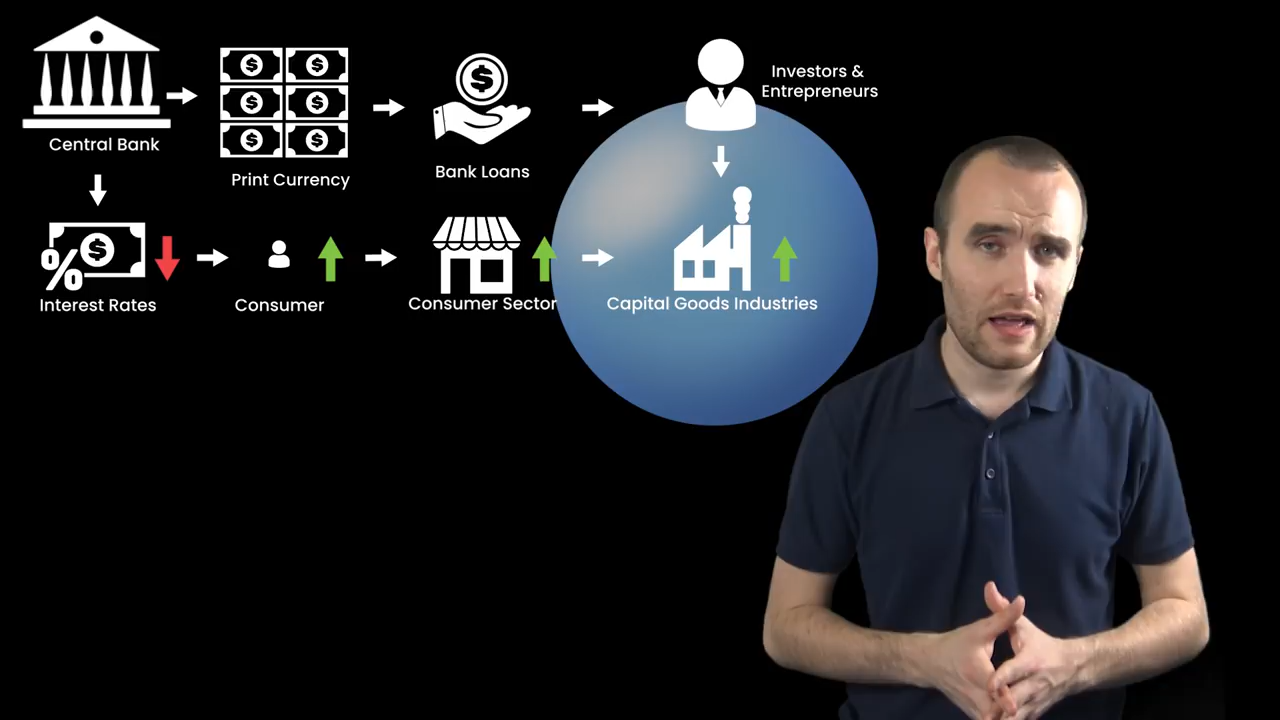 Investors &
Entrepreneurs
Central Bank
Print Currency
Bank Loans
Interest Rates
Consumer
Consumer Sector
Capital Goods Industries